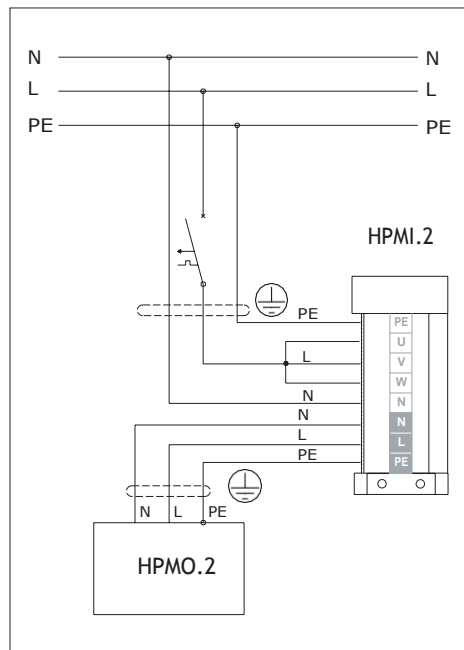 N N
L L
PE PE
HPMI.2
PE PE
U
L V
W
N N
N N
L L
PE PE
N L PE
HPMO.2